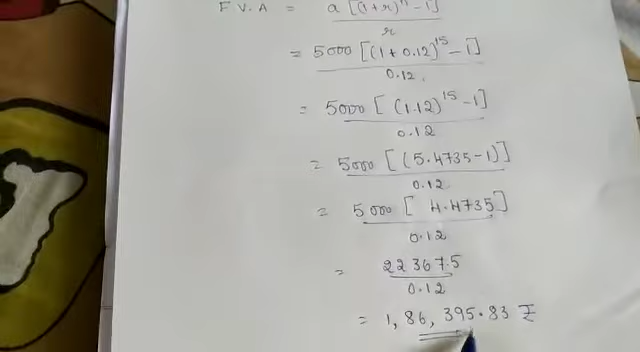 F V. A = a [(1+r)ⁿ - 1]
r
= 5000 [(1+0.12)¹⁵ - 1]
0.12
= 5000 [(1.12)¹⁵ - 1]
0.12
= 5000 [(5.4735-1)]
0.12
= 5000 [4.4735]
0.12
= 22367.5
0.12
= 1,86,395.83 ₹